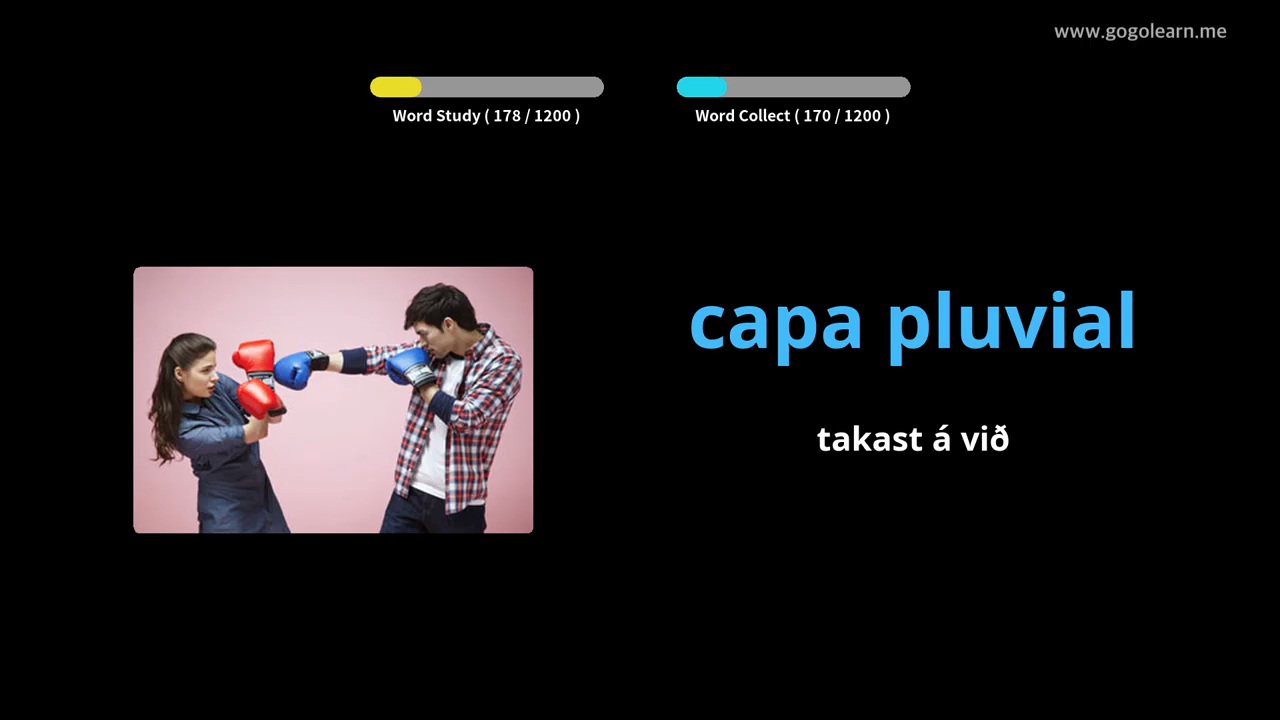 www.gogolearn.me
Word Study ( 178 / 1200 )
Word Collect ( 170 / 1200 )
capa pluvial
takast á við